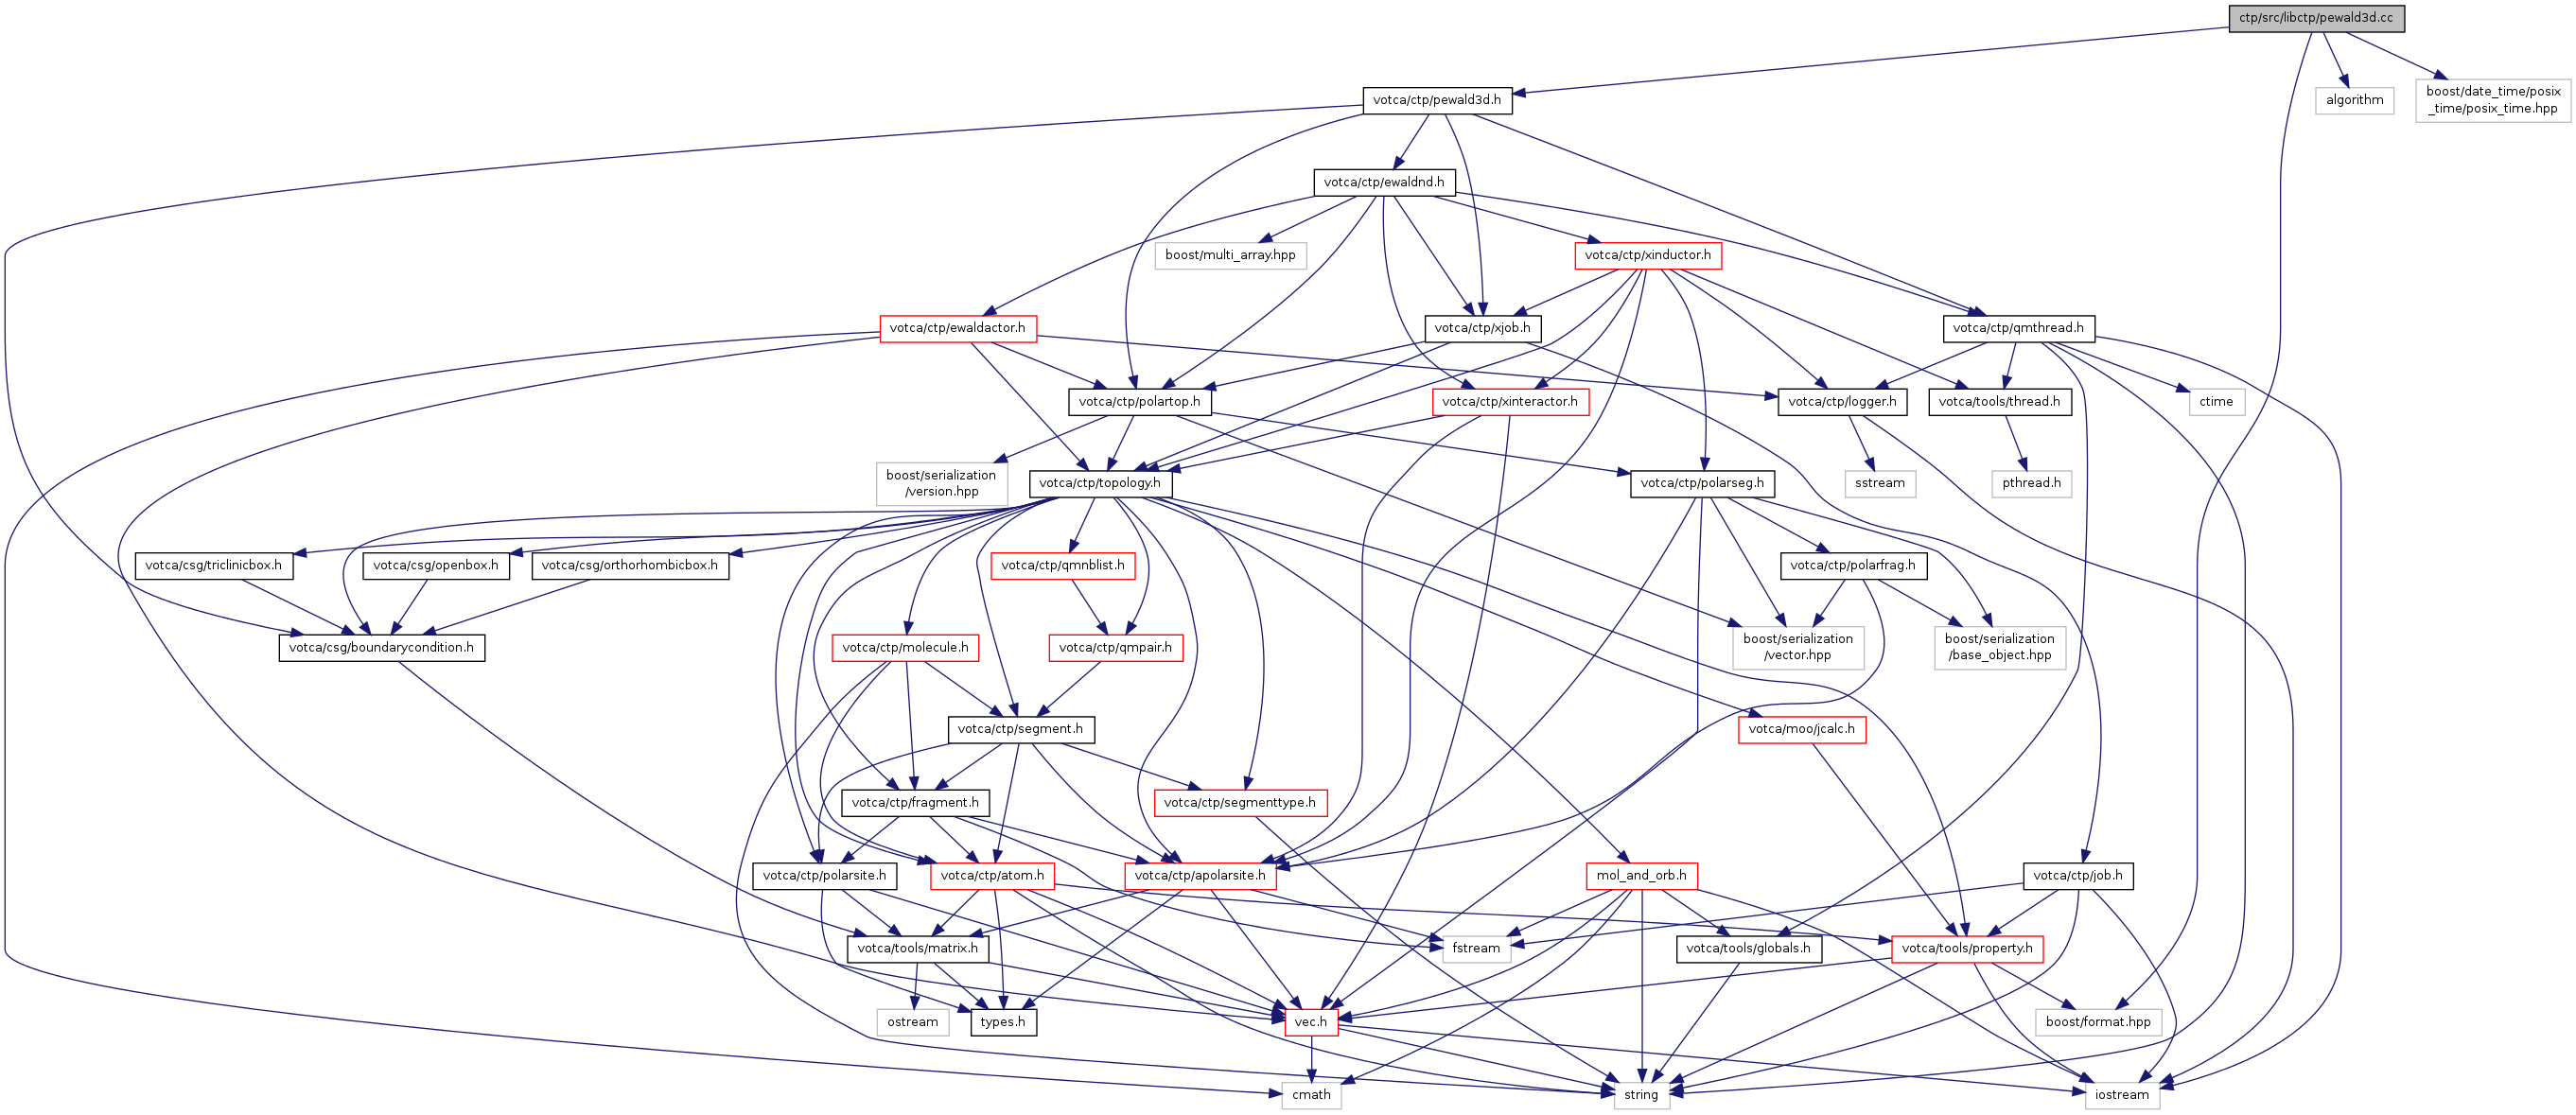 ctp/src/libctp/pewald3d.cc
votca/ctp/pewald3d.h
algorithm
boost/date_time/posix
_time/posix_time.hpp
votca/ctp/ewaldnd.h
boost/multi_array.hpp
votca/ctp/xinductor.h
votca/ctp/ewaldactor.h
votca/ctp/xjob.h
votca/ctp/qmthread.h
votca/ctp/polartop.h
votca/ctp/xinteractor.h
votca/ctp/logger.h
votca/tools/thread.h
ctime
boost/serialization
/version.hpp
votca/ctp/topology.h
votca/ctp/polarseg.h
sstream
pthread.h
votca/csg/triclinicbox.h
votca/csg/openbox.h
votca/csg/orthorhombicbox.h
votca/ctp/qmnblist.h
votca/ctp/polarfrag.h
votca/csg/boundarycondition.h
votca/ctp/molecule.h
votca/ctp/qmpair.h
boost/serialization
/vector.hpp
boost/serialization
/base_object.hpp
votca/ctp/segment.h
votca/moo/jcalc.h
votca/ctp/fragment.h
votca/ctp/segmenttype.h
votca/ctp/polarsite.h
votca/ctp/atom.h
votca/ctp/apolarsite.h
mol_and_orb.h
votca/ctp/job.h
votca/tools/matrix.h
fstream
votca/tools/globals.h
votca/tools/property.h
ostream
types.h
vec.h
boost/format.hpp
cmath
string
iostream